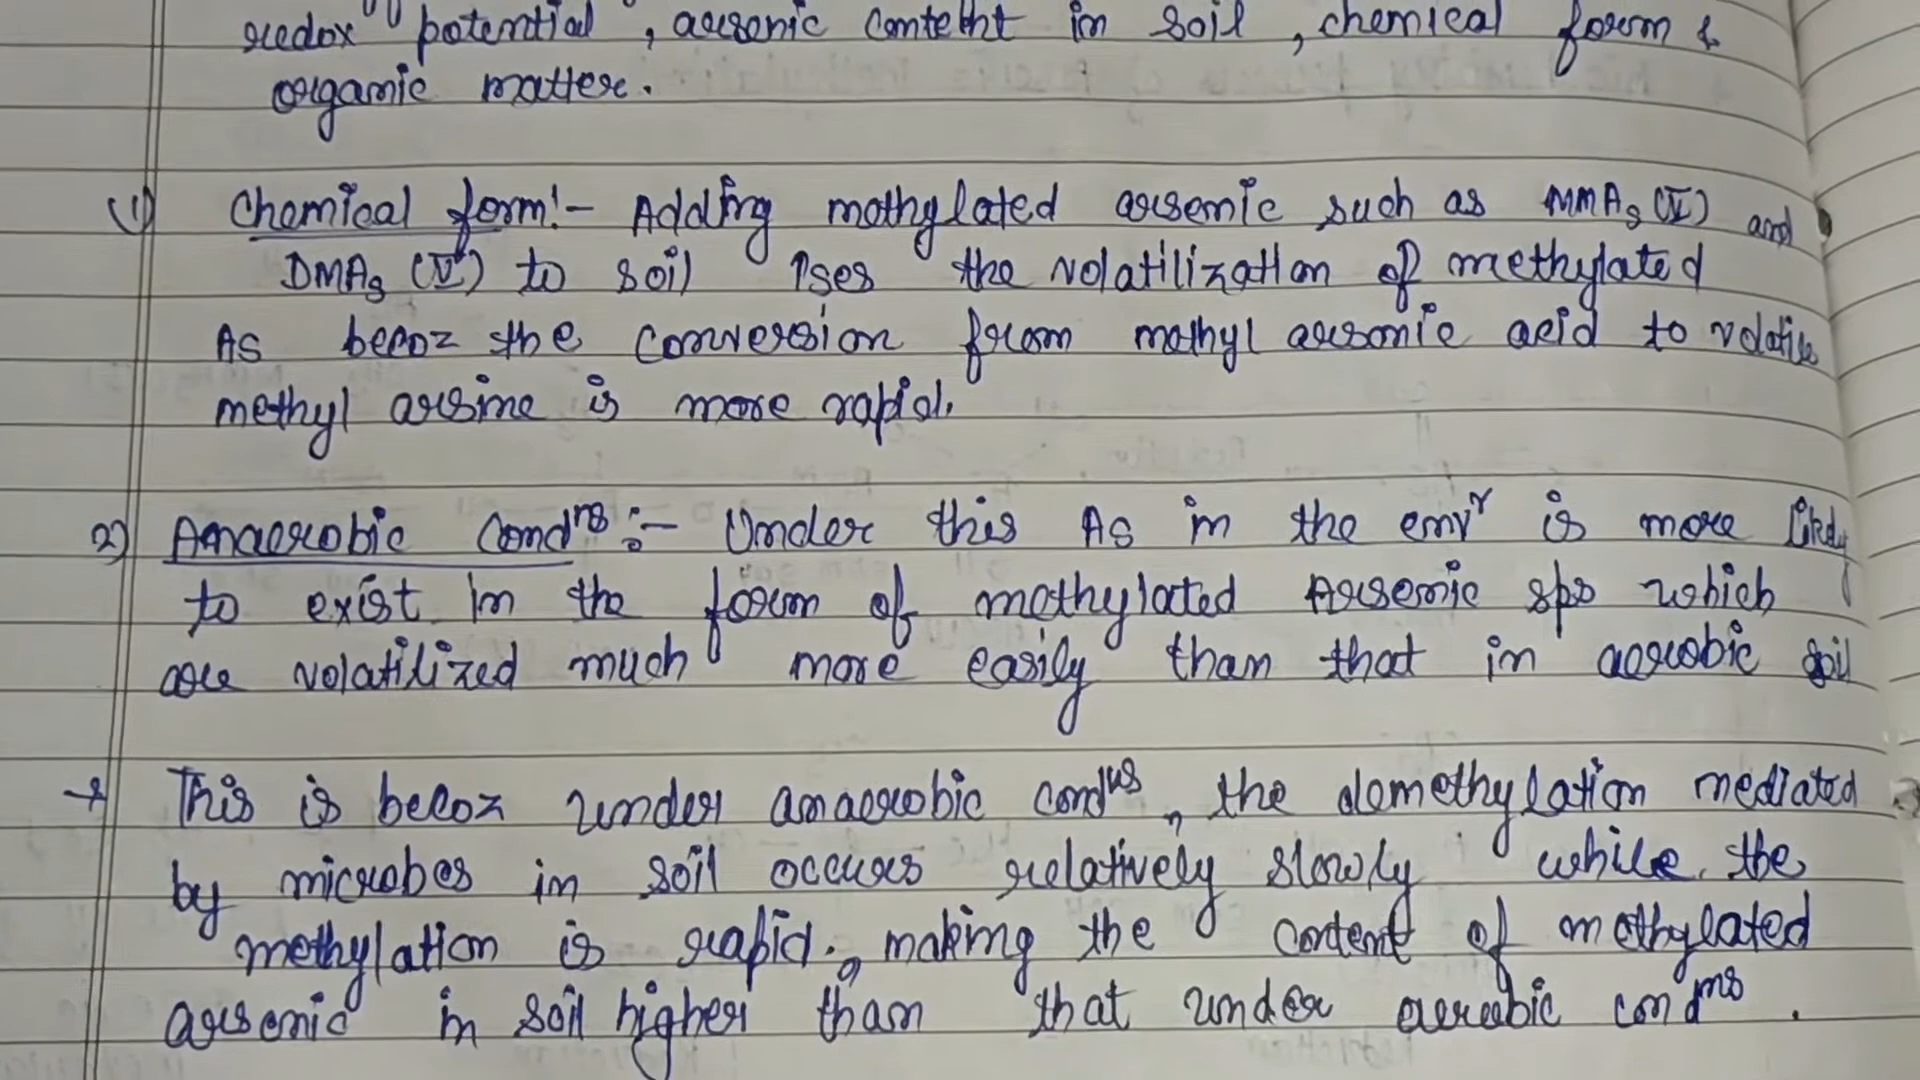 redox potential, arsenic content in soil, chemical form &
organic matter.
(1) Chemical form:- Adding methylated arsenic such as MMAs (V) and
DMAs (V) to soil ↑ses the volatilization of methylated
As becoz the conversion from methyl arsonic acid to volatile
methyl arsine is more rapid.
2) Anaerobic Condns :- Under this As in the envr is more likely
to exist in the form of methylated Arsenic sps which
are volatilized much more easily than that in aerobic soil
→ This is becoz under anaerobic condns, the demethylation mediated
by microbes in soil occurs relatively slowly while the
methylation is rapid, making the content of methylated
arsenic in soil higher than that under aerobic condns.